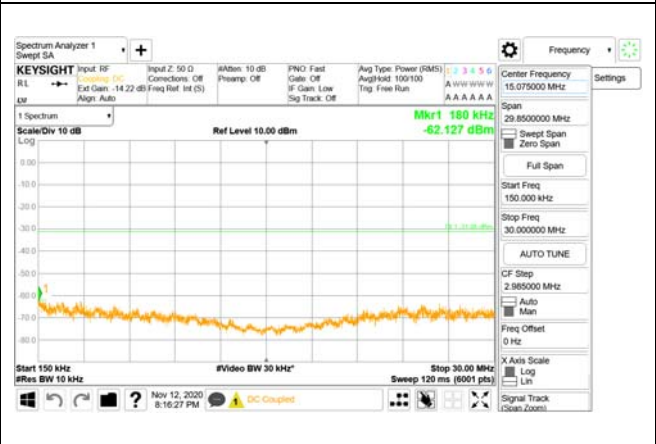 Spectrum Analyzer 1
Swept SA
Frequency
KEYSIGHT
Input: RF
Coupling: DC
Ext Gain: -14.22 dB
Align: Auto
Input Z: 50 Ω
Corrections: Off
Freq Ref: Int (S)
#Atten: 10 dB
Preamp: Off
PNO: Fast
Gate: Off
IF Gain: Low
Sig Track: Off
Avg Type: Power (RMS)
Avg|Hold: 100/100
Trig: Free Run
1 2 3 4 5 6
A W W W W W
A A A A A A
RL
1 Spectrum
Scale/Div 10 dB
Log
Ref Level 10.00 dBm
Mkr1 180 kHz
-62.127 dBm
0.00
-10.0
-20.0
-30.0
-40.0
-50.0
-60.0
-70.0
-80.0
1
Start 150 kHz
#Res BW 10 kHz
#Video BW 30 kHz*
Stop 30.00 MHz
Sweep 120 ms (6001 pts)
Nov 12, 2020
8:16:27 PM
DC Coupled
Center Frequency
15.075000 MHz
Settings
Span
29.8500000 MHz
Swept Span
Zero Span
Full Span
Start Freq
150.000 kHz
Stop Freq
30.000000 MHz
AUTO TUNE
CF Step
2.985000 MHz
Auto
Man
Freq Offset
0 Hz
X Axis Scale
Log
Lin
Signal Track
(Span Zoom)